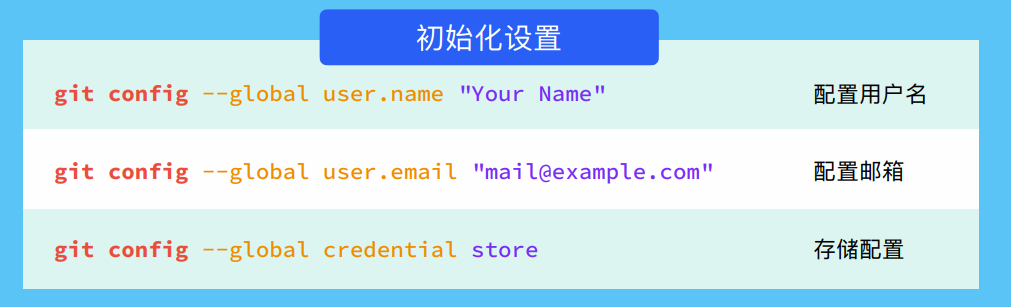 初始化设置
git config --global user.name "Your Name" 配置用户名
git config --global user.email "mail@example.com" 配置邮箱
git config --global credential store 存储配置